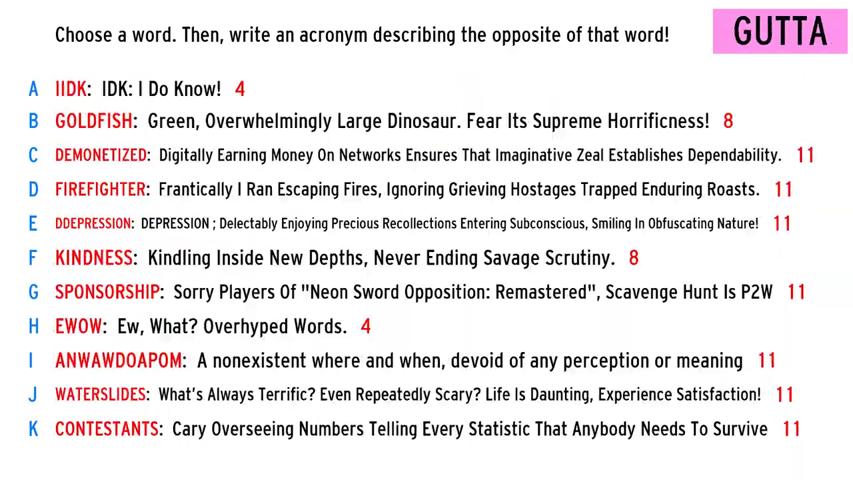 Choose a word. Then, write an acronym describing the opposite of that word!
GUTTA
A IIDK: IDK: I Do Know! 4
B GOLDFISH: Green, Overwhelmingly Large Dinosaur. Fear Its Supreme Horrificness! 8
C DEMONETIZED: Digitally Earning Money On Networks Ensures That Imaginative Zeal Establishes Dependability. 11
D FIREFIGHTER: Frantically I Ran Escaping Fires, Ignoring Grieving Hostages Trapped Enduring Roasts. 11
E DDEPRESSION: DEPRESSION ; Delectably Enjoying Precious Recollections Entering Subconscious, Smiling In Obfuscating Nature! 11
F KINDNESS: Kindling Inside New Depths, Never Ending Savage Scrutiny. 8
G SPONSORSHIP: Sorry Players Of "Neon Sword Opposition: Remastered", Scavenge Hunt Is P2W 11
H EWOW: Ew, What? Overhyped Words. 4
I ANWAWDOAPOM: A nonexistent where and when, devoid of any perception or meaning 11
J WATERSLIDES: What's Always Terrific? Even Repeatedly Scary? Life Is Daunting, Experience Satisfaction! 11
K CONTESTANTS: Cary Overseeing Numbers Telling Every Statistic That Anybody Needs To Survive 11